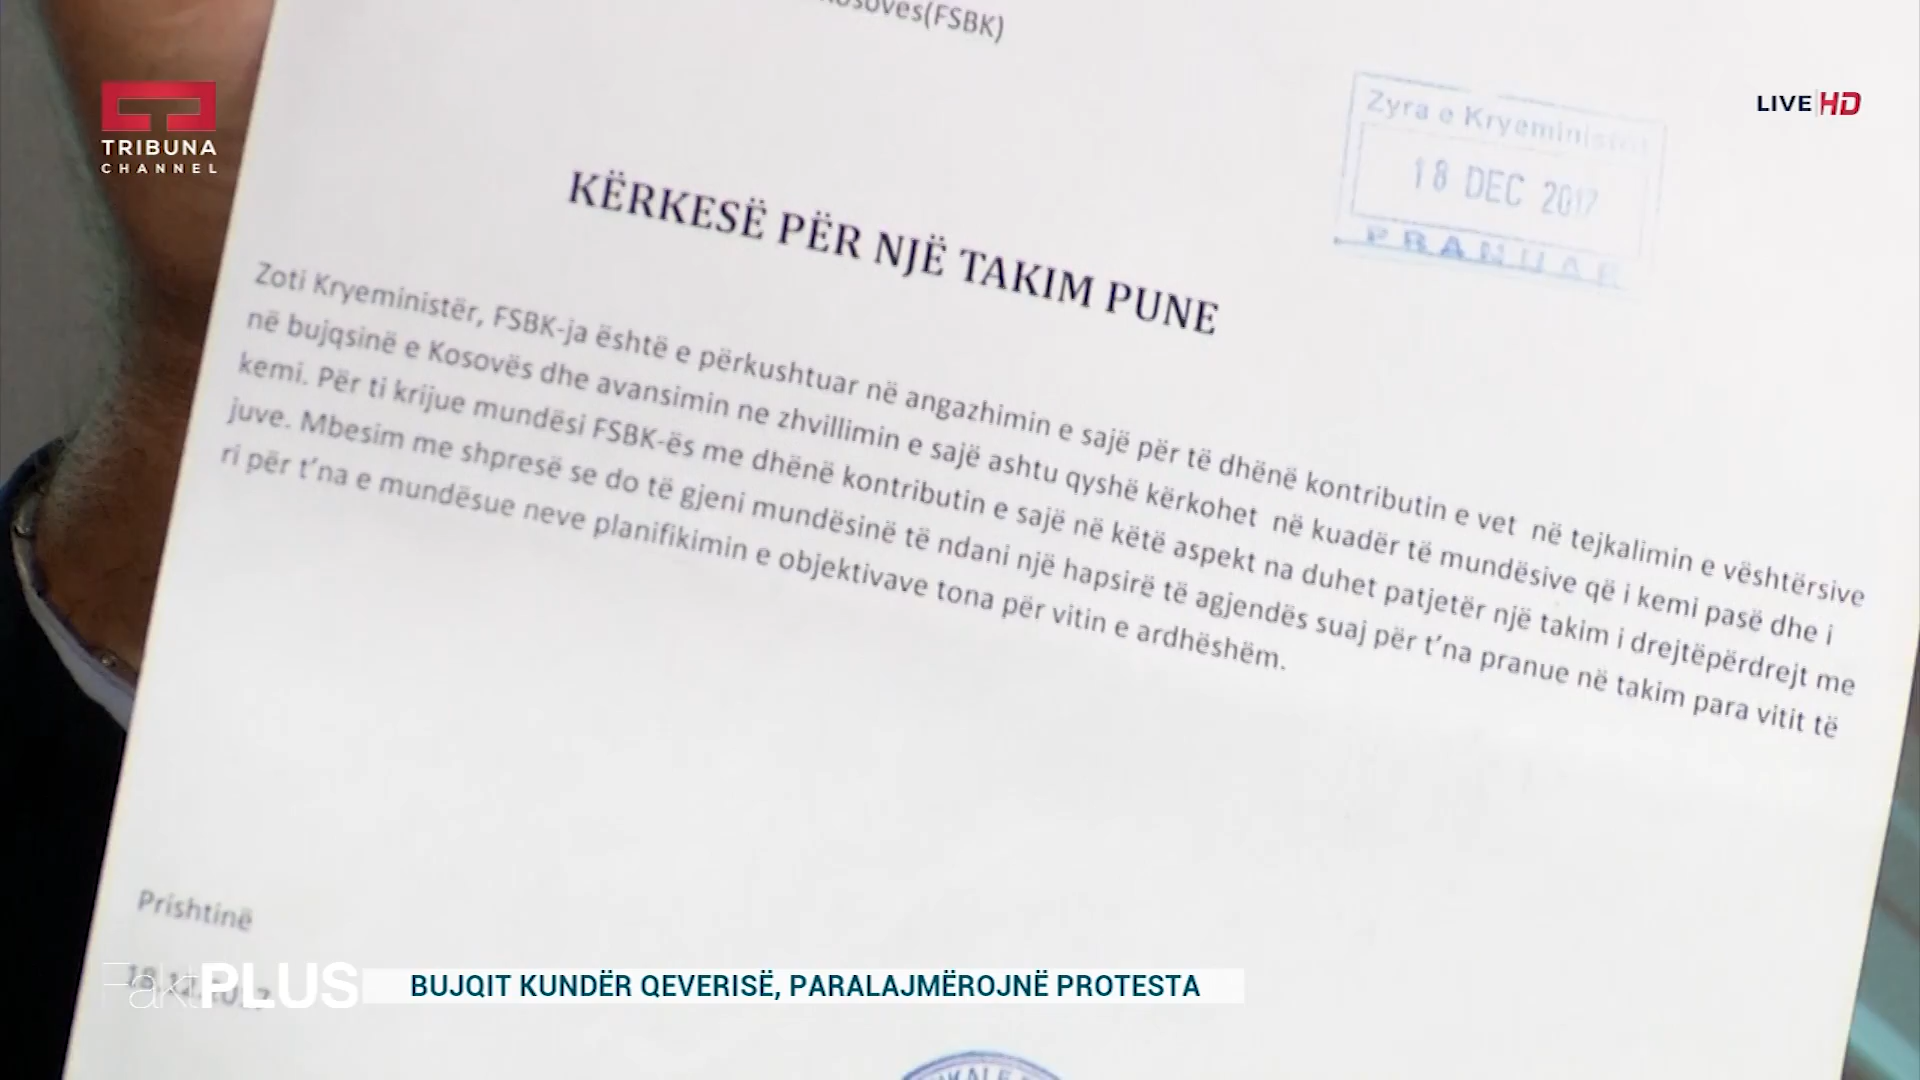 (FSBK)
TRIBUNA
CHANNEL
LIVE HD
Zyra e Kryeministrit
18 DEC 2017
PRANUAR
KËRKESË PËR NJË TAKIM PUNE
Zoti Kryeministër, FSBK-ja është e përkushtuar në angazhimin e sajë për të dhënë kontributin e vet në tejkalimin e vështërsive
në bujqsinë e Kosovës dhe avansimin ne zhvillimin e sajë ashtu qyshë kërkohet në kuadër të mundësive që i kemi pasë dhe i
kemi. Për ti krijue mundësi FSBK-ës me dhënë kontributin e sajë në këtë aspekt na duhet patjetër një takim i drejtëpërdrejt me
juve. Mbesim me shpresë se do të gjeni mundësinë të ndani një hapsirë të agjendës suaj për t'na pranue në takim para vitit të
ri për t'na e mundësue neve planifikimin e objektivave tona për vitin e ardhëshëm.
Prishtinë
18.12.2017
FaktPLUS
BUJQIT KUNDËR QEVERISË, PARALAJMËROJNË PROTESTA